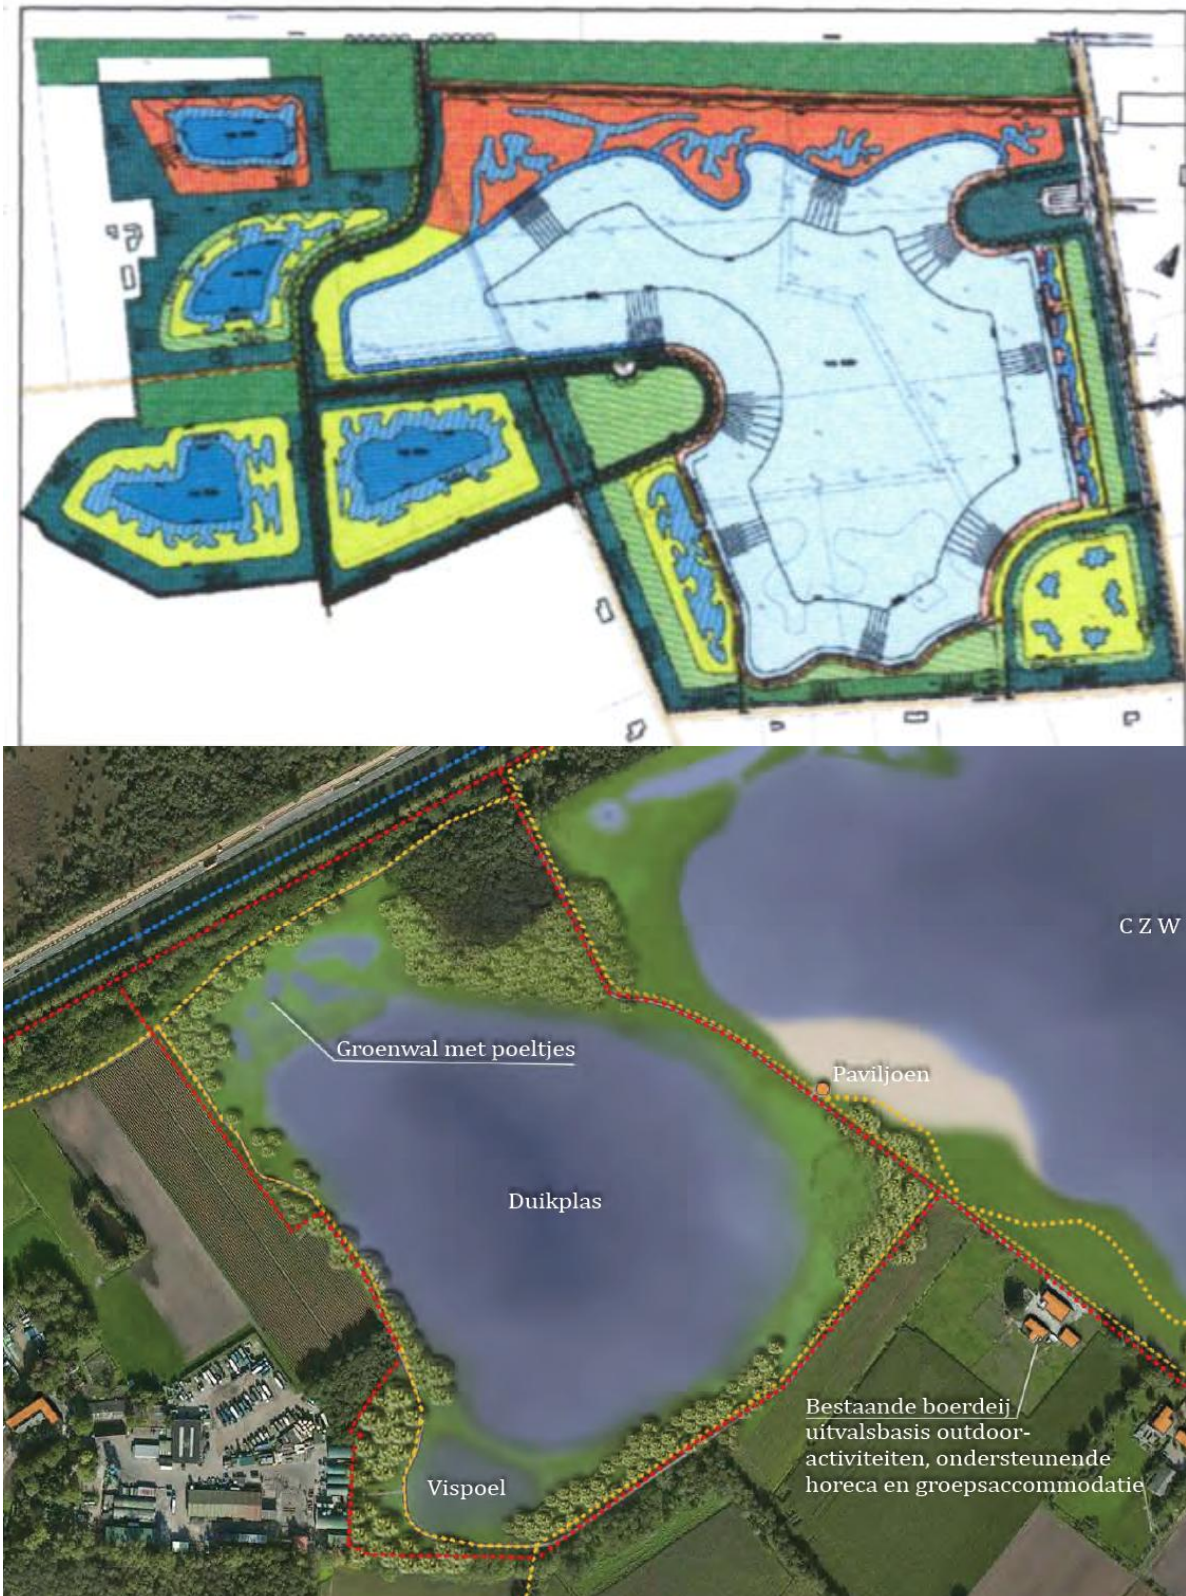 C Z W
Groenwal met poeltjes
Paviljoen
Duikplas
Bestaande boerdeij
uitvalsbasis outdoor-
activiteiten, ondersteunende
horeca en groepsaccommodatie
Vispoel